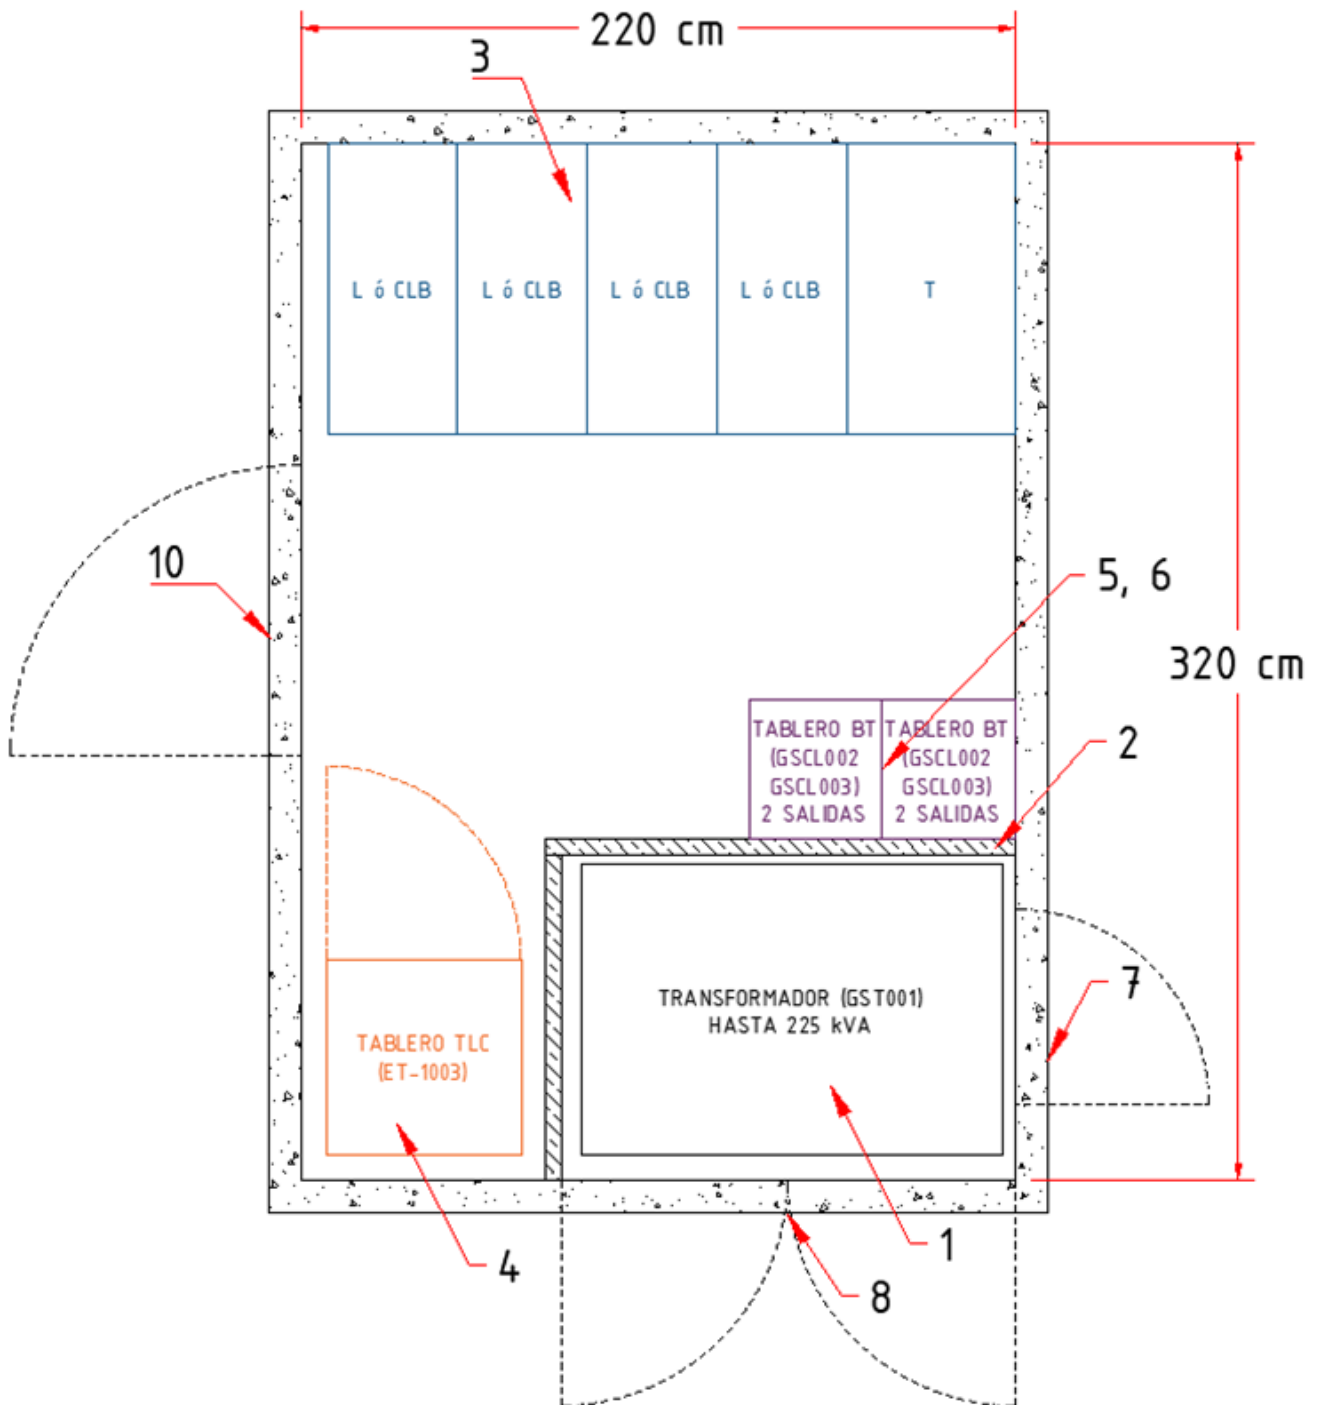 220 cm
3
L ó CLB
L ó CLB
L ó CLB
L ó CLB
T
10
5, 6
320 cm
TABLERO BT
(GSCL002
GSCL003)
2 SALIDAS
TABLERO BT
(GSCL002
GSCL003)
2 SALIDAS
2
7
TRANSFORMADOR (GST001)
HASTA 225 kVA
TABLERO TLC
(ET-1003)
1
4
8